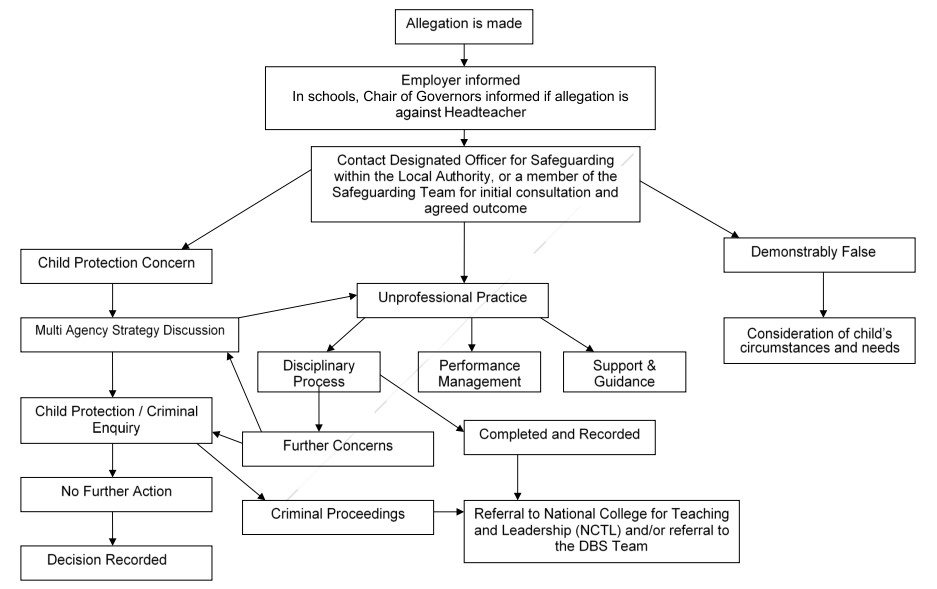 Allegation is made
Employer informed
In schools, Chair of Governors informed if allegation is
against Headteacher
Contact Designated Officer for Safeguarding
within the Local Authority, or a member of the
Safeguarding Team for initial consultation and
agreed outcome
Child Protection Concern
Demonstrably False
Unprofessional Practice
Multi Agency Strategy Discussion
Consideration of child's
circumstances and needs
Disciplinary
Process
Performance
Management
Support &
Guidance
Child Protection / Criminal
Enquiry
Further Concerns
Completed and Recorded
No Further Action
Criminal Proceedings
Referral to National College for Teaching
and Leadership (NCTL) and/or referral to
the DBS Team
Decision Recorded